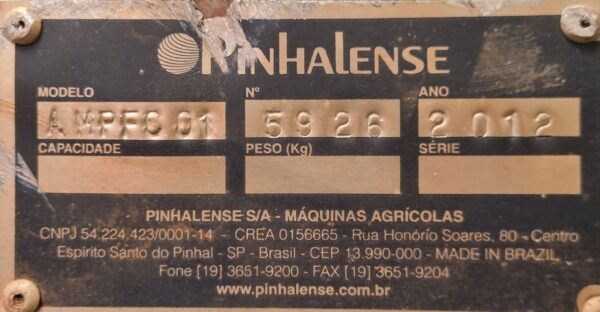 PINHALENSE
MODELO Nº ANO
AMPFC01 5926 2012
CAPACIDADE PESO (Kg) SÉRIE
PINHALENSE S/A - MÁQUINAS AGRÍCOLAS
CNPJ 54.224.423/0001-14 - CREA 0156665 - Rua Honório Soares, 80 - Centro
Espírito Santo do Pinhal - SP - Brasil - CEP 13.990-000 - MADE IN BRAZIL
Fone [19] 3651-9200 - FAX [19] 3651-9204
www.pinhalense.com.br